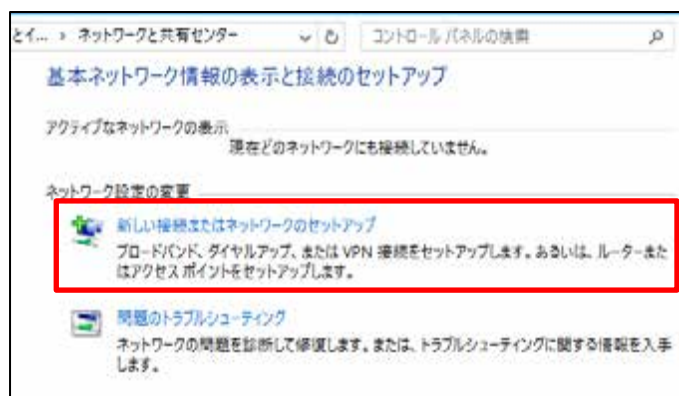 とイ... › ネットワークと共有センター
コントロール パネルの検索
基本ネットワーク情報の表示と接続のセットアップ
アクティブなネットワークの表示
現在どのネットワークにも接続していません。
ネットワーク設定の変更
新しい接続またはネットワークのセットアップ
ブロードバンド、ダイヤルアップ、または VPN 接続をセットアップします。あるいは、ルーターまた
はアクセス ポイントをセットアップします。
問題のトラブルシューティング
ネットワークの問題を診断して修復します。または、トラブルシューティングに関する情報を入手
します。